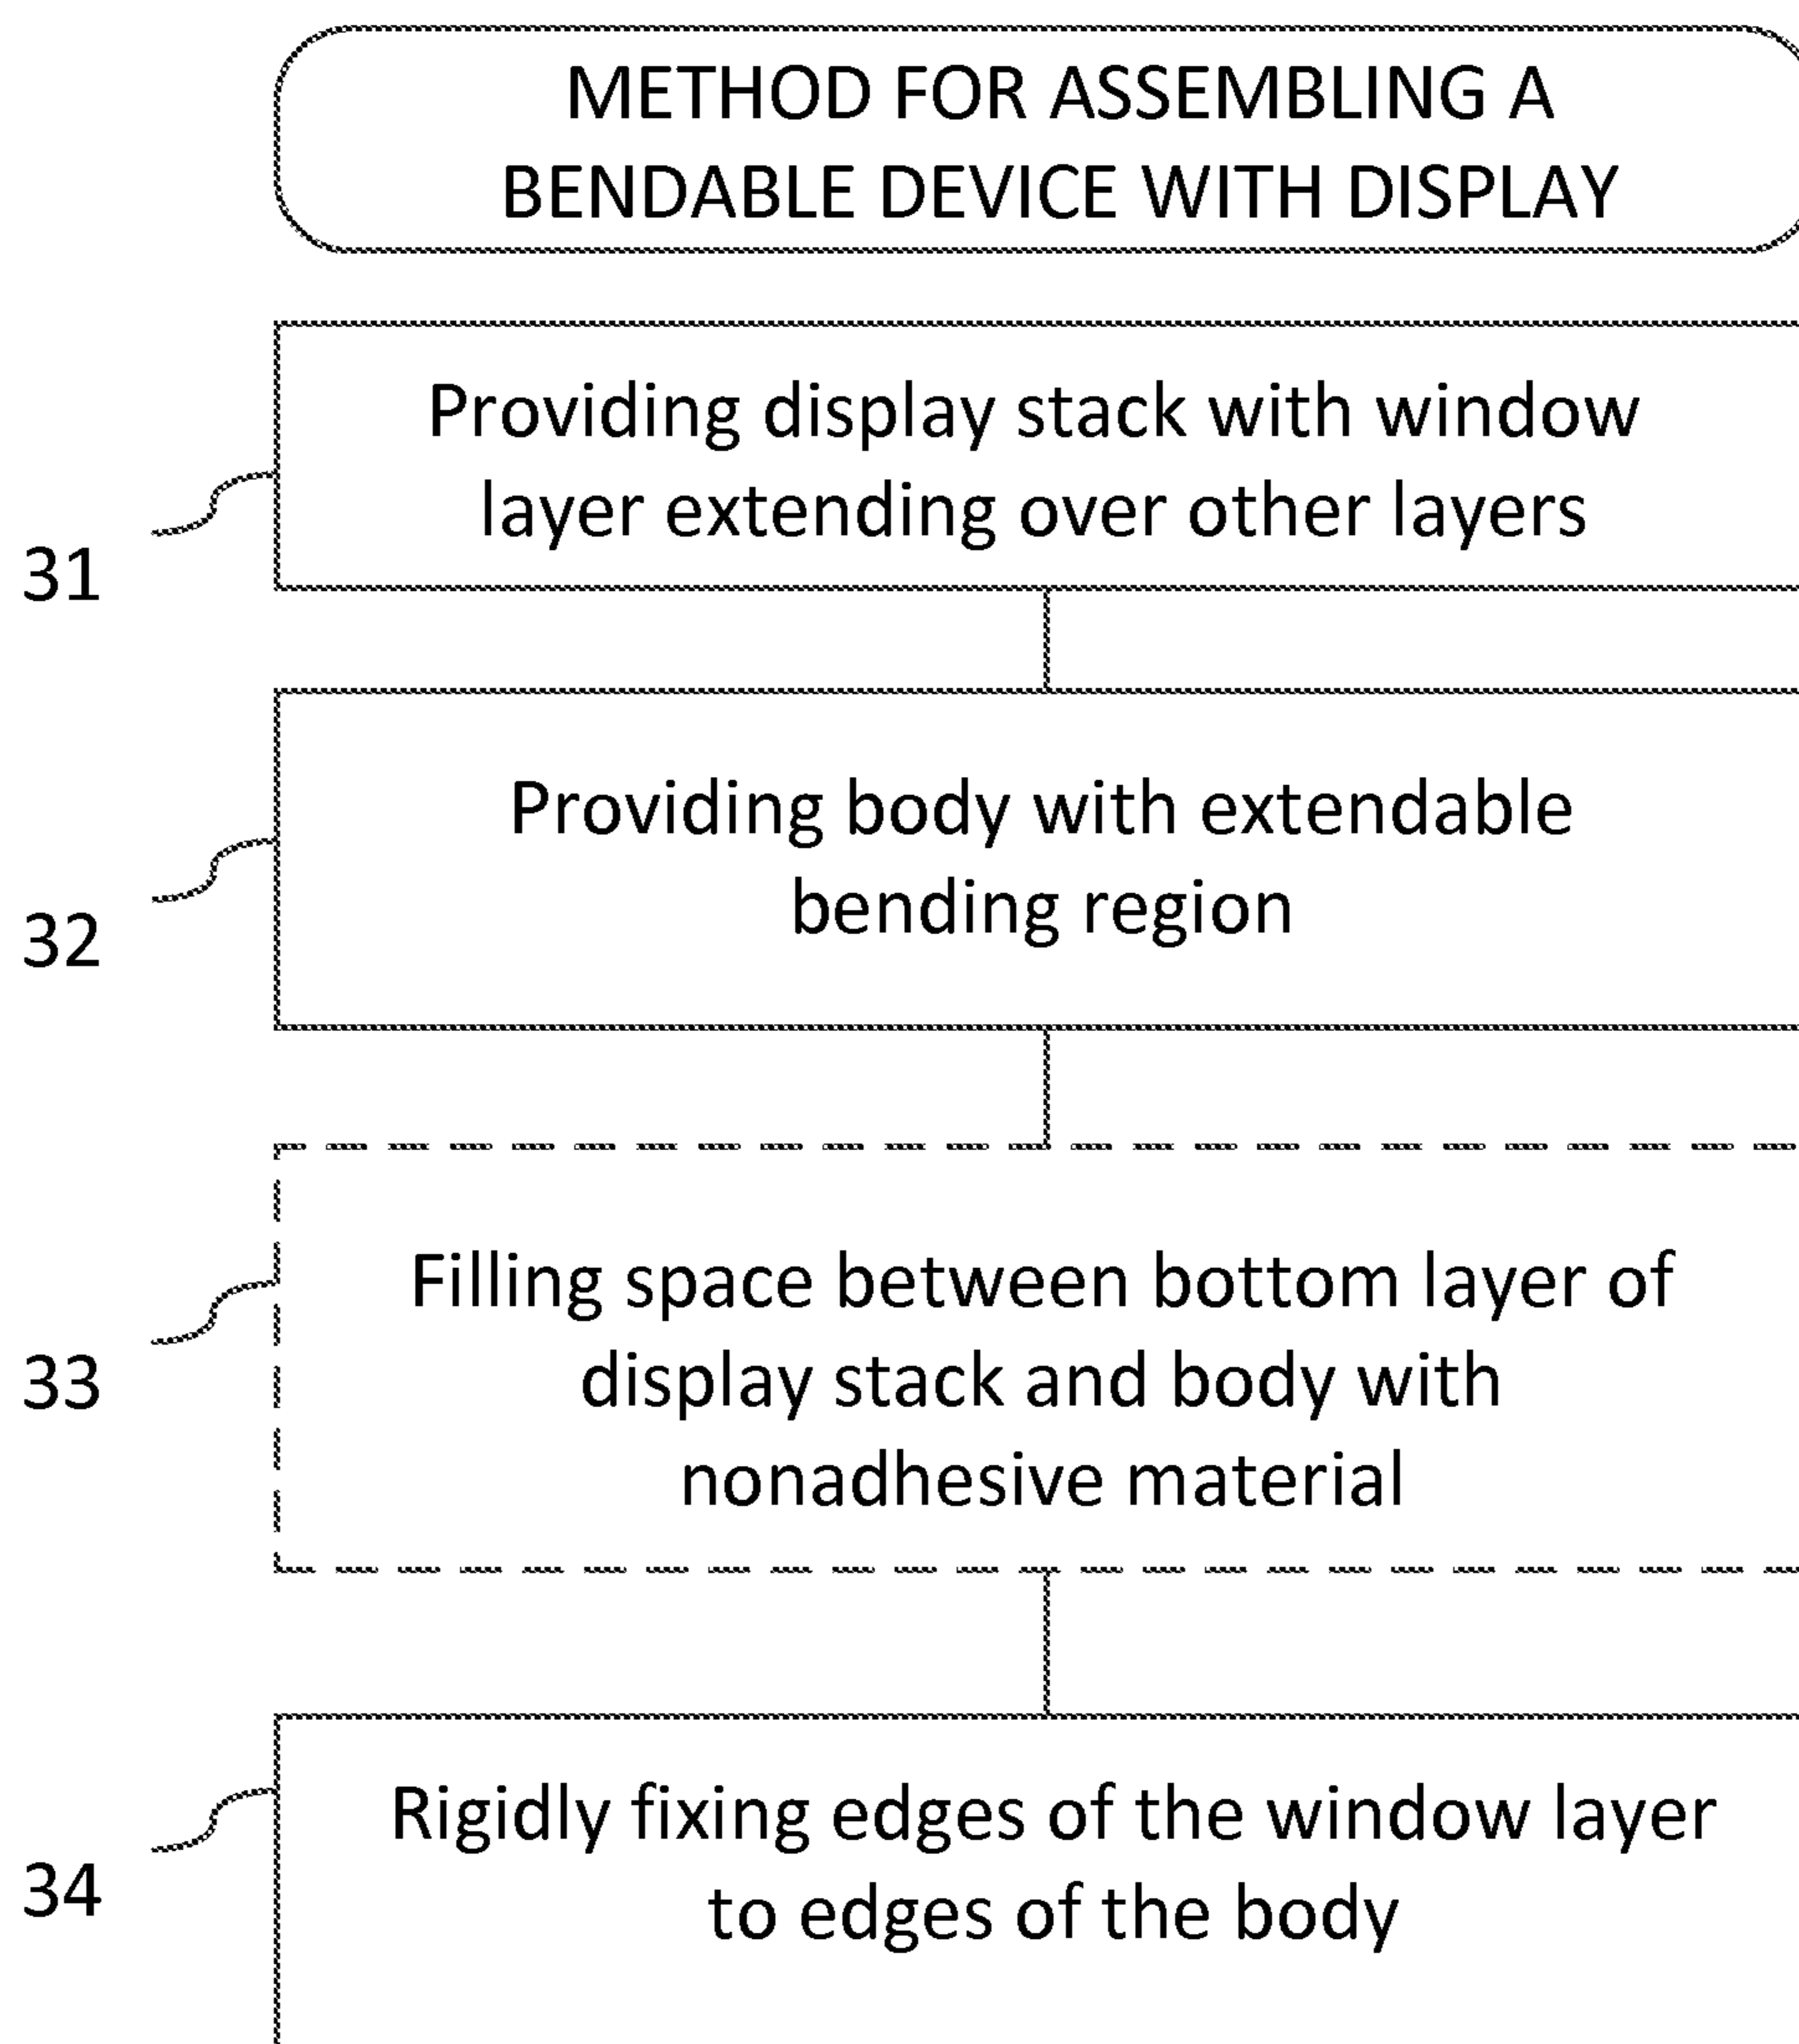 METHOD FOR ASSEMBLING A
BENDABLE DEVICE WITH DISPLAY
Providing display stack with window
layer extending over other layers
31
Providing body with extendable
bending region
32
Filling space between bottom layer of
display stack and body with
nonadhesive material
33
Rigidly fixing edges of the window layer
to edges of the body
34